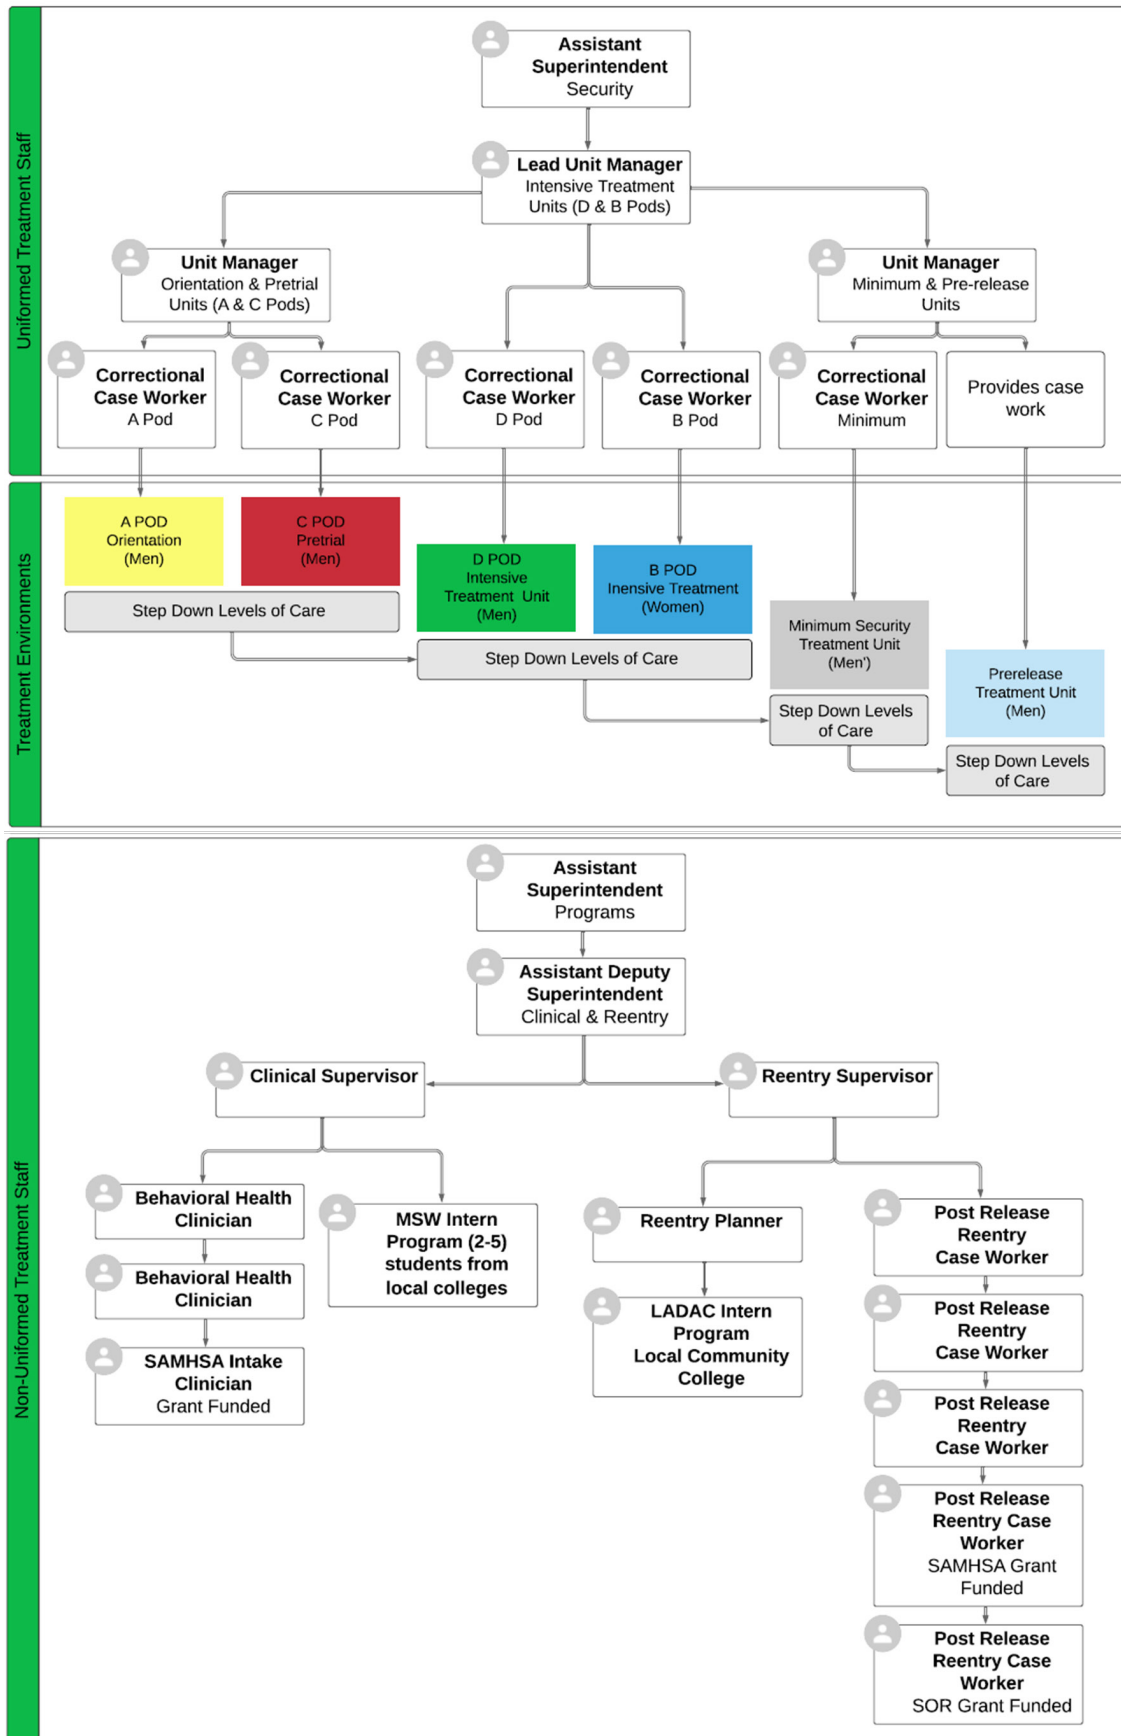 Uniformed Treatment Staff
Assistant
Superintendent
Security
Lead Unit Manager
Intensive Treatment
Units (D & B Pods)
Unit Manager
Orientation & Pretrial
Units (A & C Pods)
Unit Manager
Minimum & Pre-release
Units
Correctional
Case Worker
A Pod
Correctional
Case Worker
C Pod
Correctional
Case Worker
D Pod
Correctional
Case Worker
B Pod
Correctional
Case Worker
Minimum
Provides case
work
Treatment Environments
A POD
Orientation
(Men)
C POD
Pretrial
(Men)
D POD
Intensive
Treatment Unit
(Men)
B POD
Inensive Treatment
(Women)
Minimum Security
Treatment Unit
(Men')
Prerelease
Treatment Unit
(Men)
Step Down Levels of Care
Step Down Levels of Care
Step Down Levels
of Care
Step Down Levels
of Care
Non-Uniformed Treatment Staff
Assistant
Superintendent
Programs
Assistant Deputy
Superintendent
Clinical & Reentry
Clinical Supervisor
Reentry Supervisor
Behavioral Health
Clinician
Behavioral Health
Clinician
SAMHSA Intake
Clinician
Grant Funded
MSW Intern
Program (2-5)
students from
local colleges
Reentry Planner
LADAC Intern
Program
Local Community
College
Post Release
Reentry
Case Worker
Post Release
Reentry
Case Worker
Post Release
Reentry
Case Worker
Post Release
Reentry Case
Worker
SAMHSA Grant
Funded
Post Release
Reentry Case
Worker
SOR Grant Funded